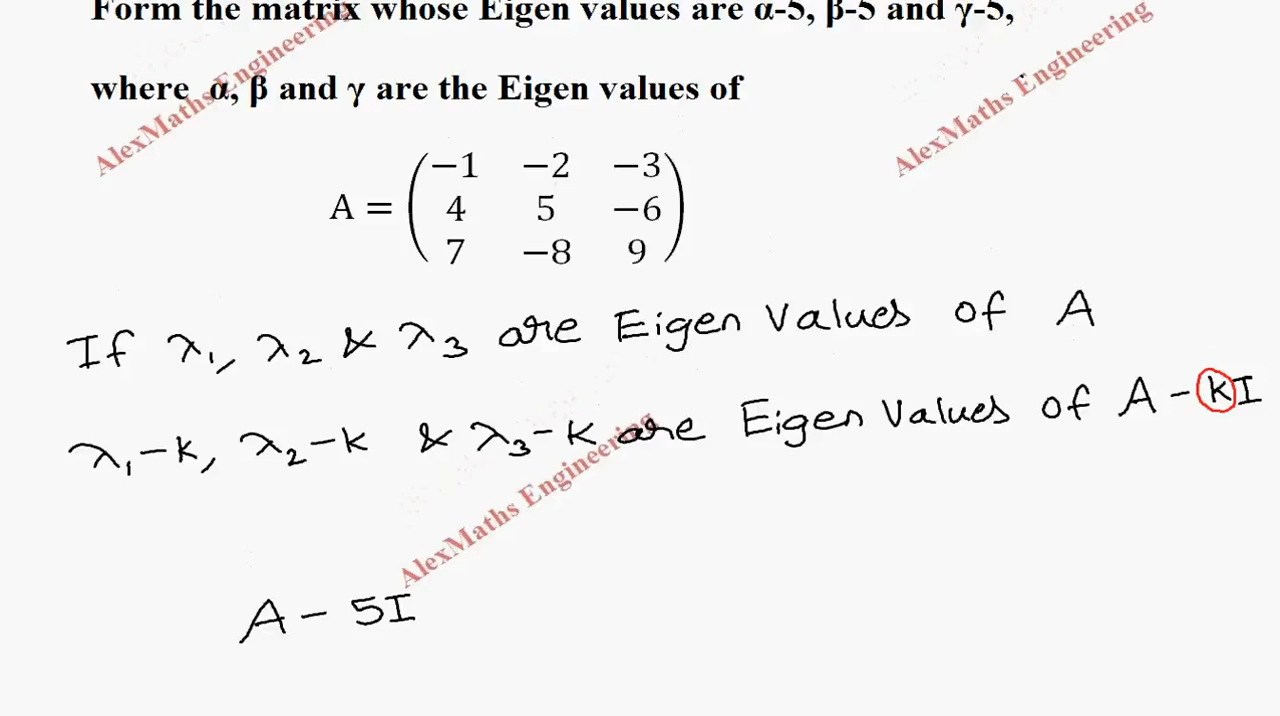 Form the matrix whose Eigen values are α-5, β-5 and γ-5,
where α, β and γ are the Eigen values of
A = (−1 −2 −3
4 5 −6
7 −8 9)
If λ₁, λ₂ & λ₃ are Eigen Values of A
λ₁-k, λ₂-k & λ₃-k are Eigen Values of A - kI
A - 5I
AlexMaths Engineering
AlexMaths Engineering
AlexMaths Engineering